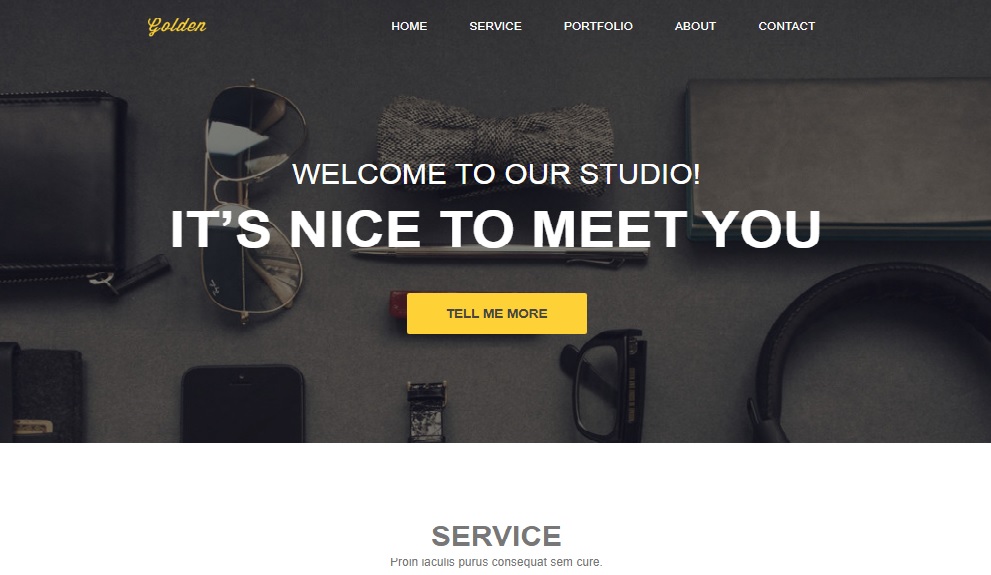 Golden
HOME SERVICE PORTFOLIO ABOUT CONTACT
WELCOME TO OUR STUDIO!
IT’S NICE TO MEET YOU
TELL ME MORE
SERVICE
Proin iaculis purus consequat sem cure.